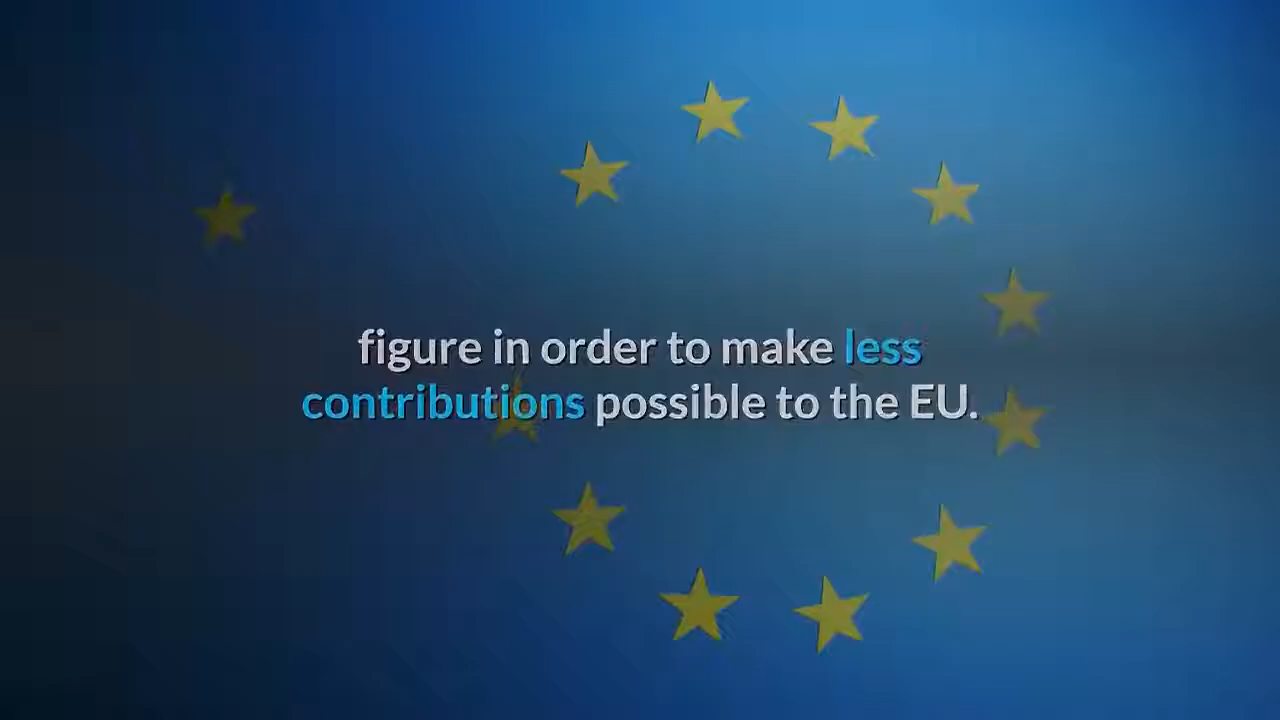 figure in order to make less
contributions possible to the EU.